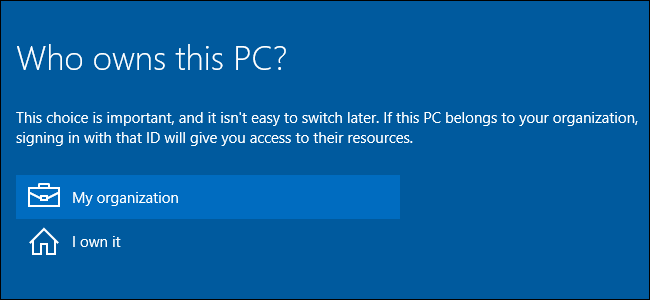 Who owns this PC?
This choice is important, and it isn't easy to switch later. If this PC belongs to your organization,
signing in with that ID will give you access to their resources.
My organization
I own it